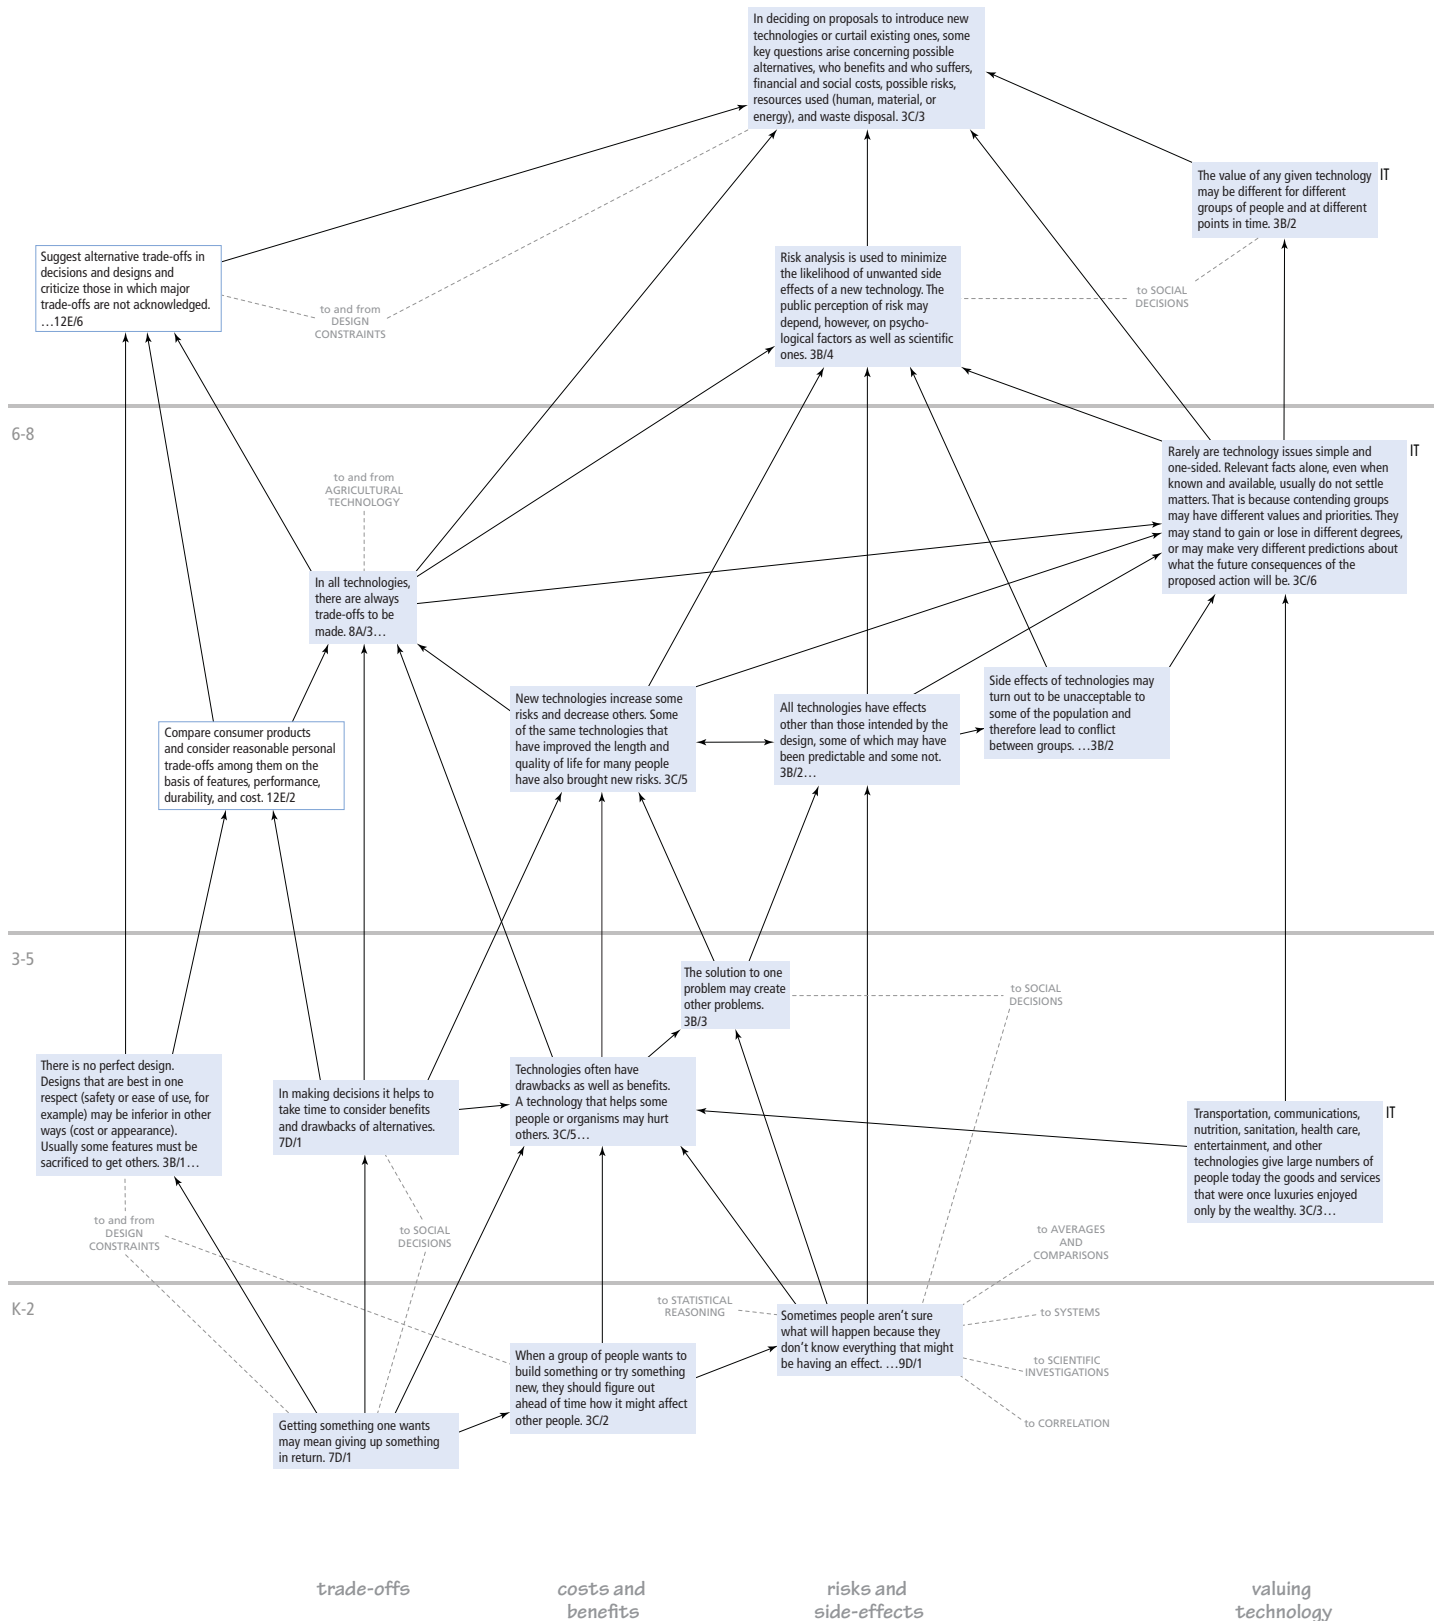 In deciding on proposals to introduce new
technologies or curtail existing ones, some
key questions arise concerning possible
alternatives, who benefits and who suffers,
financial and social costs, possible risks,
resources used (human, material, or
energy), and waste disposal. 3C/3
The value of any given technology
may be different for different
groups of people and at different
points in time. 3B/2
IT
Suggest alternative trade-offs in
decisions and designs and
criticize those in which major
trade-offs are not acknowledged.
…12E/6
to and from
DESIGN
CONSTRAINTS
Risk analysis is used to minimize
the likelihood of unwanted side
effects of a new technology. The
public perception of risk may
depend, however, on psycho-
logical factors as well as scientific
ones. 3B/4
to SOCIAL
DECISIONS
6-8
to and from
AGRICULTURAL
TECHNOLOGY
Rarely are technology issues simple and
one-sided. Relevant facts alone, even when
known and available, usually do not settle
matters. That is because contending groups
may have different values and priorities. They
may stand to gain or lose in different degrees,
or may make very different predictions about
what the future consequences of the
proposed action will be. 3C/6
IT
In all technologies,
there are always
trade-offs to be
made. 8A/3…
Compare consumer products
and consider reasonable personal
trade-offs among them on the
basis of features, performance,
durability, and cost. 12E/2
New technologies increase some
risks and decrease others. Some
of the same technologies that
have improved the length and
quality of life for many people
have also brought new risks. 3C/5
All technologies have effects
other than those intended by the
design, some of which may have
been predictable and some not.
3B/2…
Side effects of technologies may
turn out to be unacceptable to
some of the population and
therefore lead to conflict
between groups. …3B/2
3-5
The solution to one
problem may create
other problems.
3B/3
to SOCIAL
DECISIONS
There is no perfect design.
Designs that are best in one
respect (safety or ease of use, for
example) may be inferior in other
ways (cost or appearance).
Usually some features must be
sacrificed to get others. 3B/1…
In making decisions it helps to
take time to consider benefits
and drawbacks of alternatives.
7D/1
Technologies often have
drawbacks as well as benefits.
A technology that helps some
people or organisms may hurt
others. 3C/5…
Transportation, communications,
nutrition, sanitation, health care,
entertainment, and other
technologies give large numbers of
people today the goods and services
that were once luxuries enjoyed
only by the wealthy. 3C/3…
IT
to and from
DESIGN
CONSTRAINTS
to SOCIAL
DECISIONS
to AVERAGES
AND
COMPARISONS
K-2
to STATISTICAL
REASONING
Sometimes people aren't sure
what will happen because they
don't know everything that might
be having an effect. …9D/1
to SYSTEMS
to SCIENTIFIC
INVESTIGATIONS
to CORRELATION
When a group of people wants to
build something or try something
new, they should figure out
ahead of time how it might affect
other people. 3C/2
Getting something one wants
may mean giving up something
in return. 7D/1
trade-offs
costs and
benefits
risks and
side-effects
valuing
technology